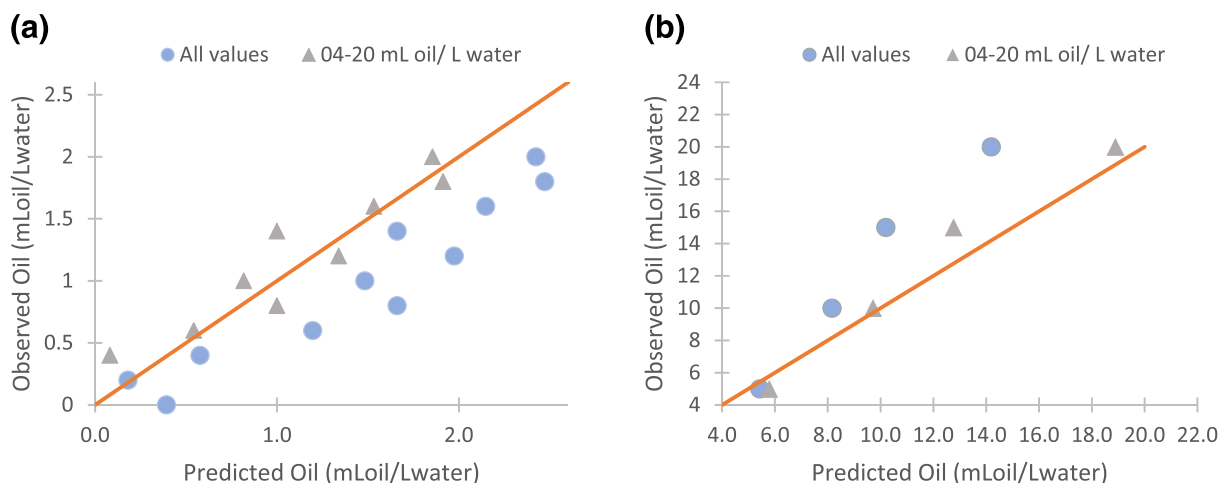 (a)
All values
04-20 mL oil/ L water
Observed Oil (mLoil/Lwater)
2.5
2
1.5
1
0.5
0
0.0 1.0 2.0
Predicted Oil (mLoil/Lwater)
(b)
All values
04-20 mL oil/ L water
Observed Oil (mLoil/Lwater)
24
22
20
18
16
14
12
10
8
6
4
4.0 6.0 8.0 10.0 12.0 14.0 16.0 18.0 20.0 22.0
Predicted Oil (mLoil/Lwater)